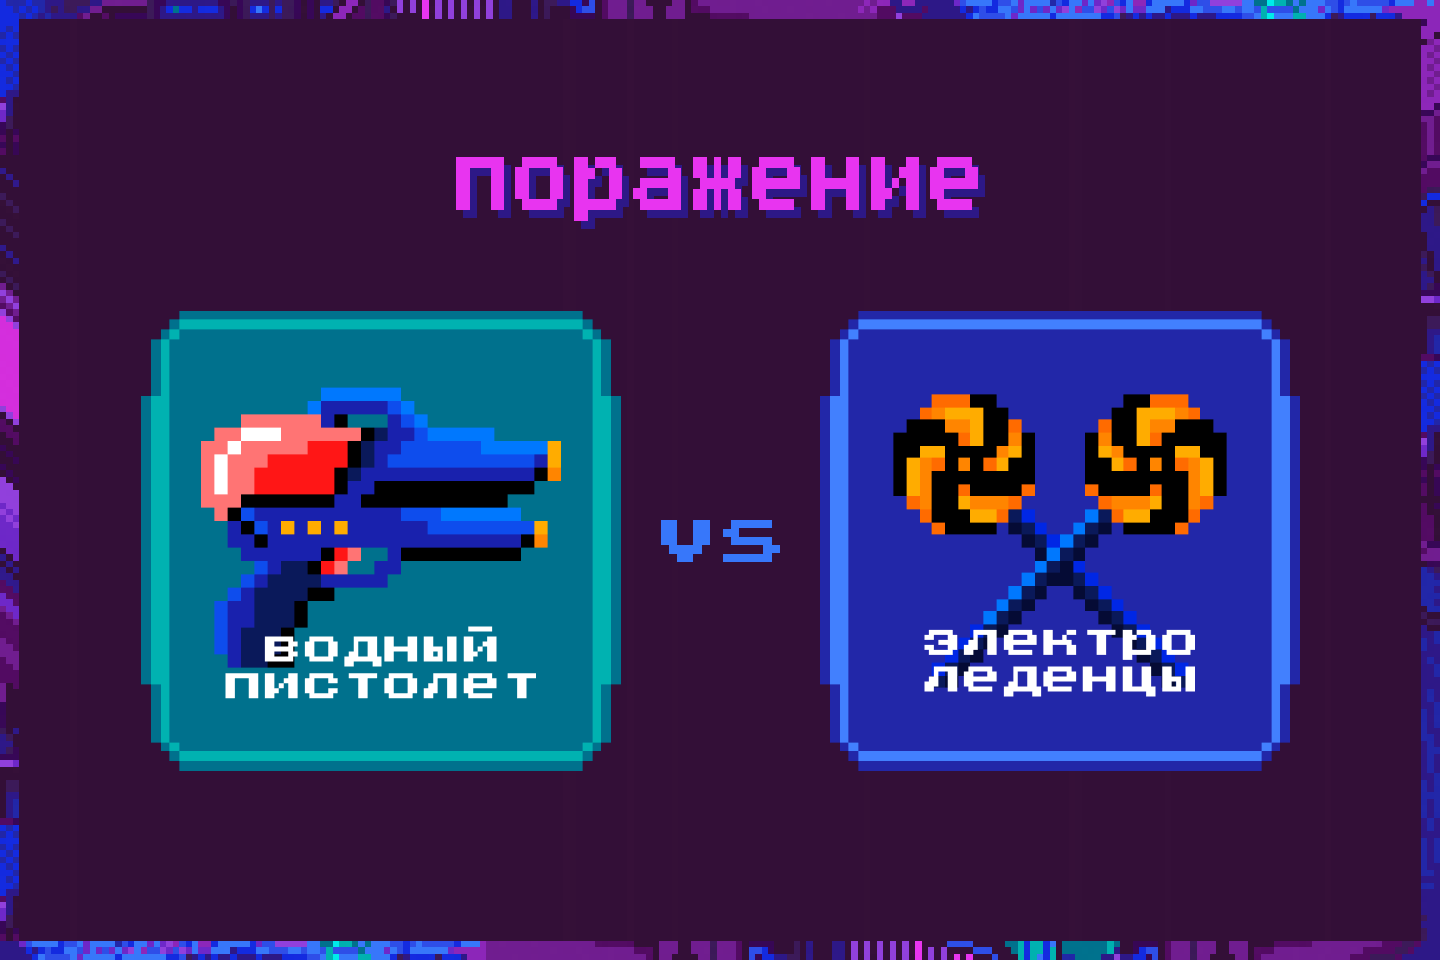 поражение
водный
пистолет
vs
электро
леденцы